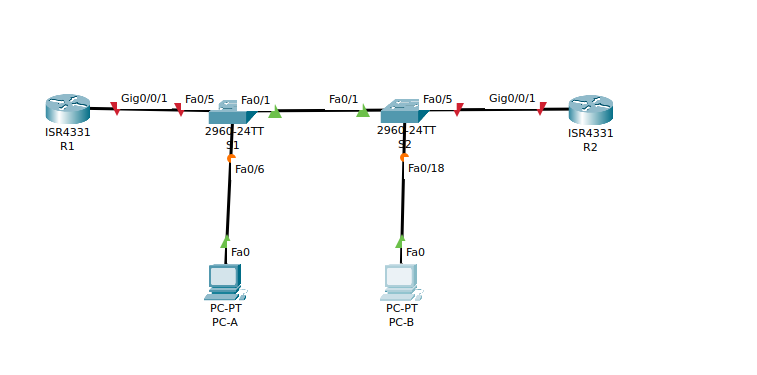 Gig0/0/1
Fa0/5
Fa0/1
Fa0/1
Fa0/5
Gig0/0/1
ISR4331
R1
2960-24TT
S1
2960-24TT
S2
ISR4331
R2
Fa0/6
Fa0/18
Fa0
Fa0
PC-PT
PC-A
PC-PT
PC-B